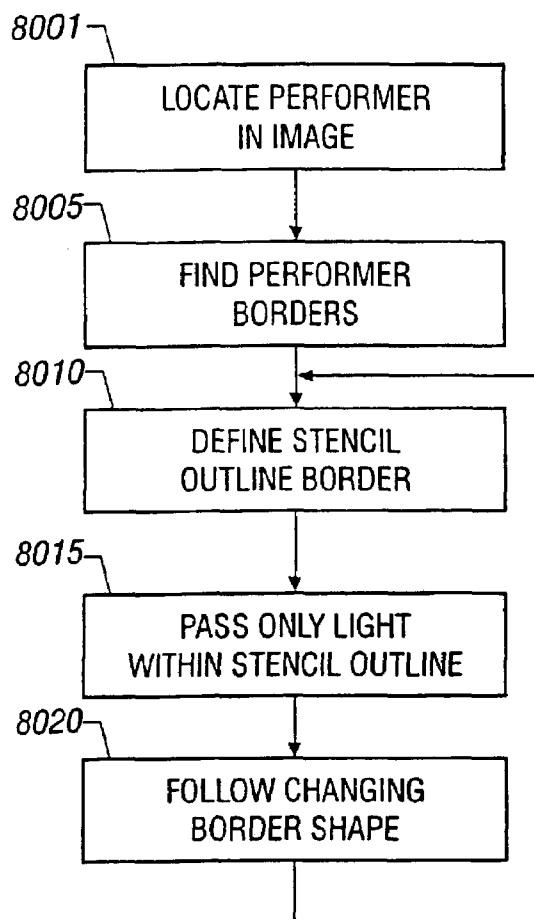 8001
LOCATE PERFORMER
IN IMAGE
8005
FIND PERFORMER
BORDERS
8010
DEFINE STENCIL
OUTLINE BORDER
8015
PASS ONLY LIGHT
WITHIN STENCIL OUTLINE
8020
FOLLOW CHANGING
BORDER SHAPE